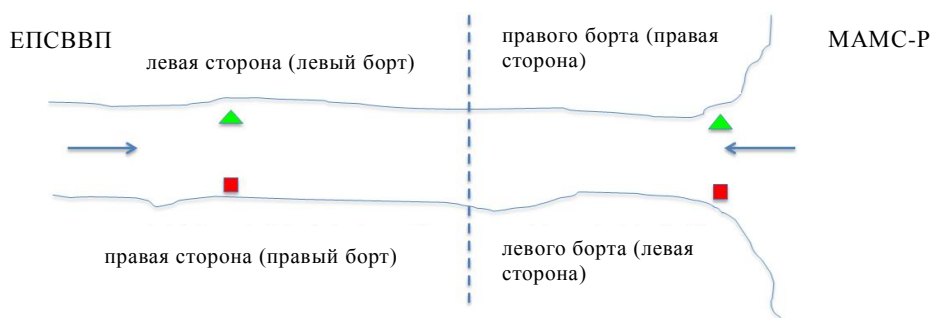 ЕПСВВП
левая сторона (левый борт)
правого борта (правая
сторона)
МАМС-Р
правая сторона (правый борт)
левого борта (левая
сторона)